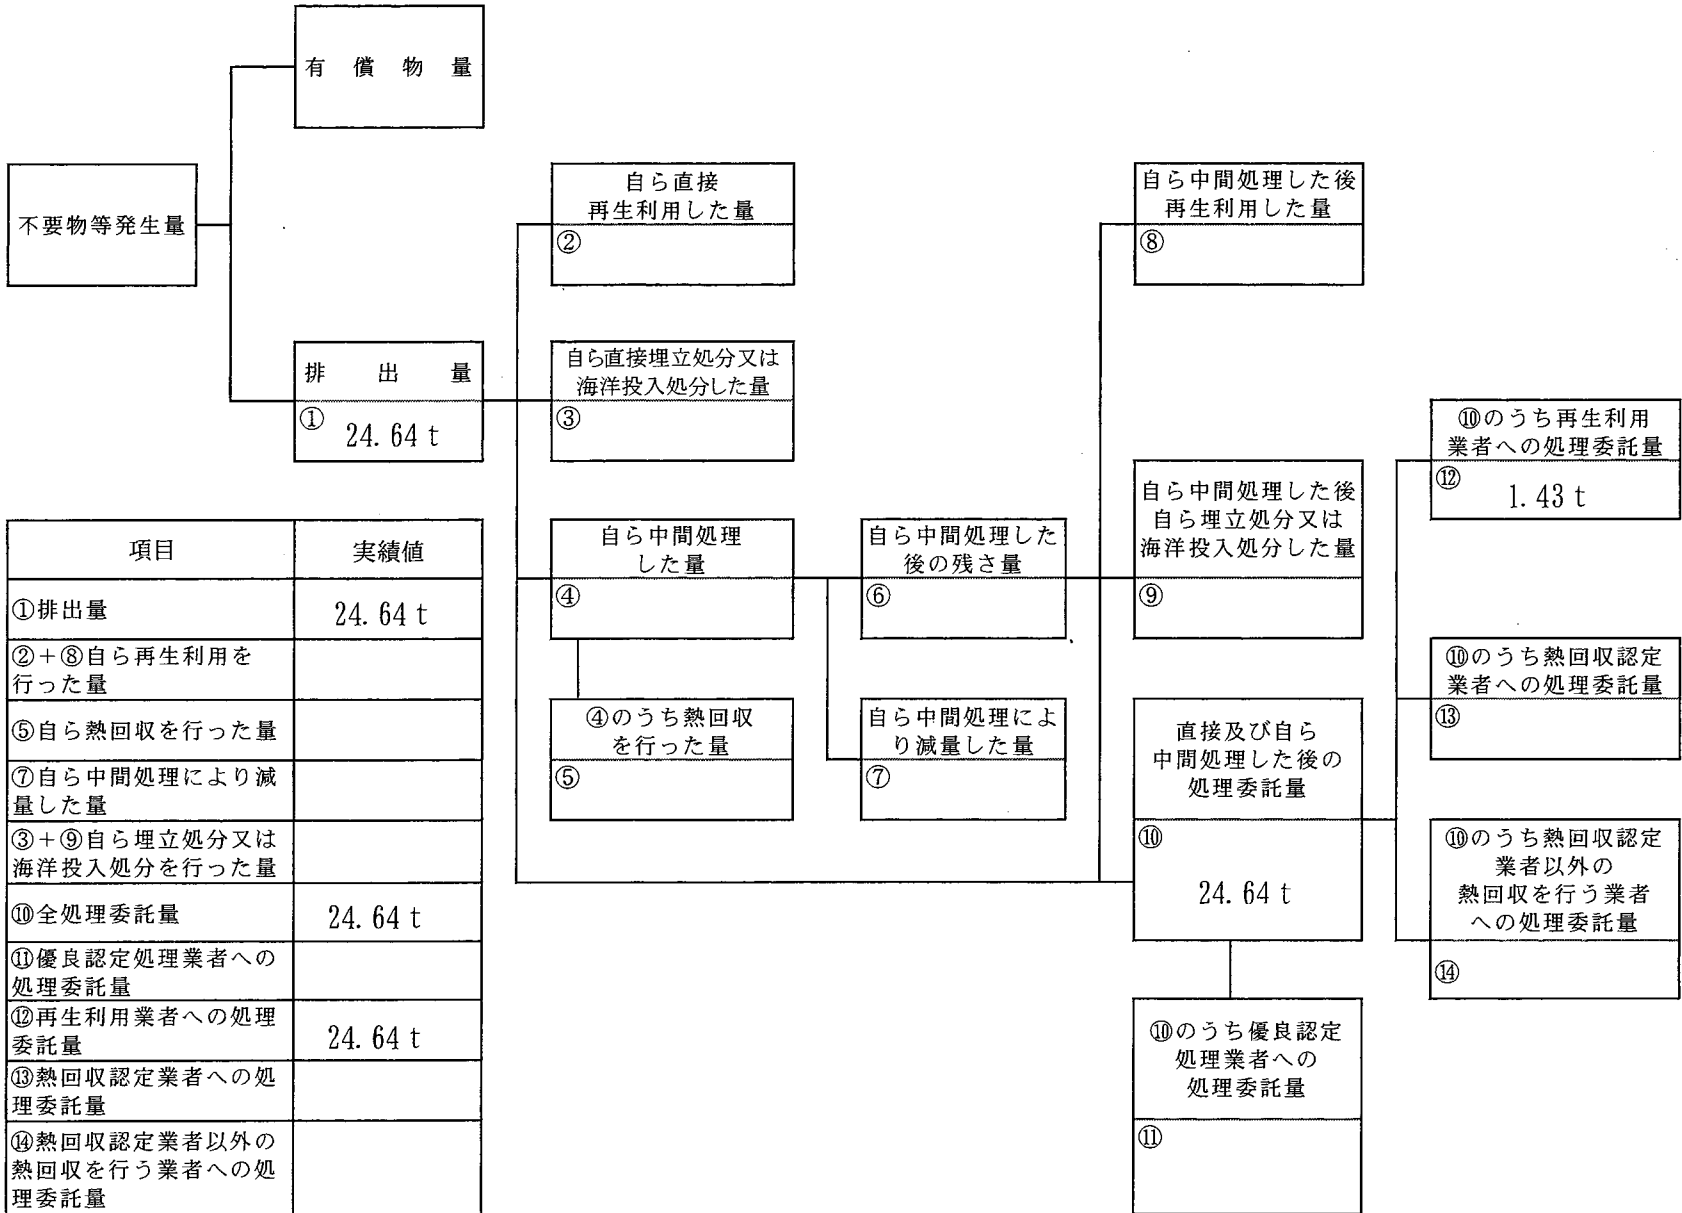 有償物量
不要物等発生量
排出量
①
24.64 t
自ら直接
再生利用した量
②
自ら直接埋立処分又は
海洋投入処分した量
③
自ら中間処理
した量
④
④のうち熱回収
を行った量
⑤
自ら中間処理した
後の残さ量
⑥
自ら中間処理によ
り減量した量
⑦
自ら中間処理した後
再生利用した量
⑧
自ら中間処理した後
自ら埋立処分又は
海洋投入処分した量
⑨
直接及び自ら
中間処理した後の
処理委託量
⑩
24.64 t
⑩のうち優良認定
処理業者への
処理委託量
⑪
⑩のうち再生利用
業者への処理委託量
⑫
1.43 t
⑩のうち熱回収認定
業者への処理委託量
⑬
⑩のうち熱回収認定
業者以外の
熱回収を行う業者
への処理委託量
⑭
項目 実績値
①排出量 24.64 t
②+⑧自ら再生利用を
行った量
⑤自ら熱回収を行った量
⑦自ら中間処理により減
量した量
③+⑨自ら埋立処分又は
海洋投入処分を行った量
⑩全処理委託量 24.64 t
⑪優良認定処理業者への
処理委託量
⑫再生利用業者への処理
委託量 24.64 t
⑬熱回収認定業者への処
理委託量
⑭熱回収認定業者以外の
熱回収を行う業者への処
理委託量